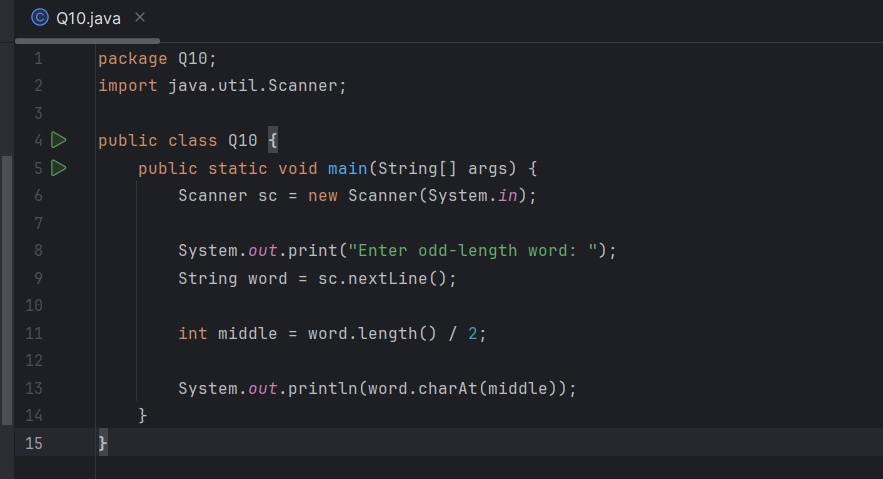 Q10.java
1 package Q10;
2 import java.util.Scanner;
3
4 public class Q10 {
5     public static void main(String[] args) {
6         Scanner sc = new Scanner(System.in);
7
8         System.out.print("Enter odd-length word: ");
9         String word = sc.nextLine();
10
11         int middle = word.length() / 2;
12
13         System.out.println(word.charAt(middle));
14     }
15 }